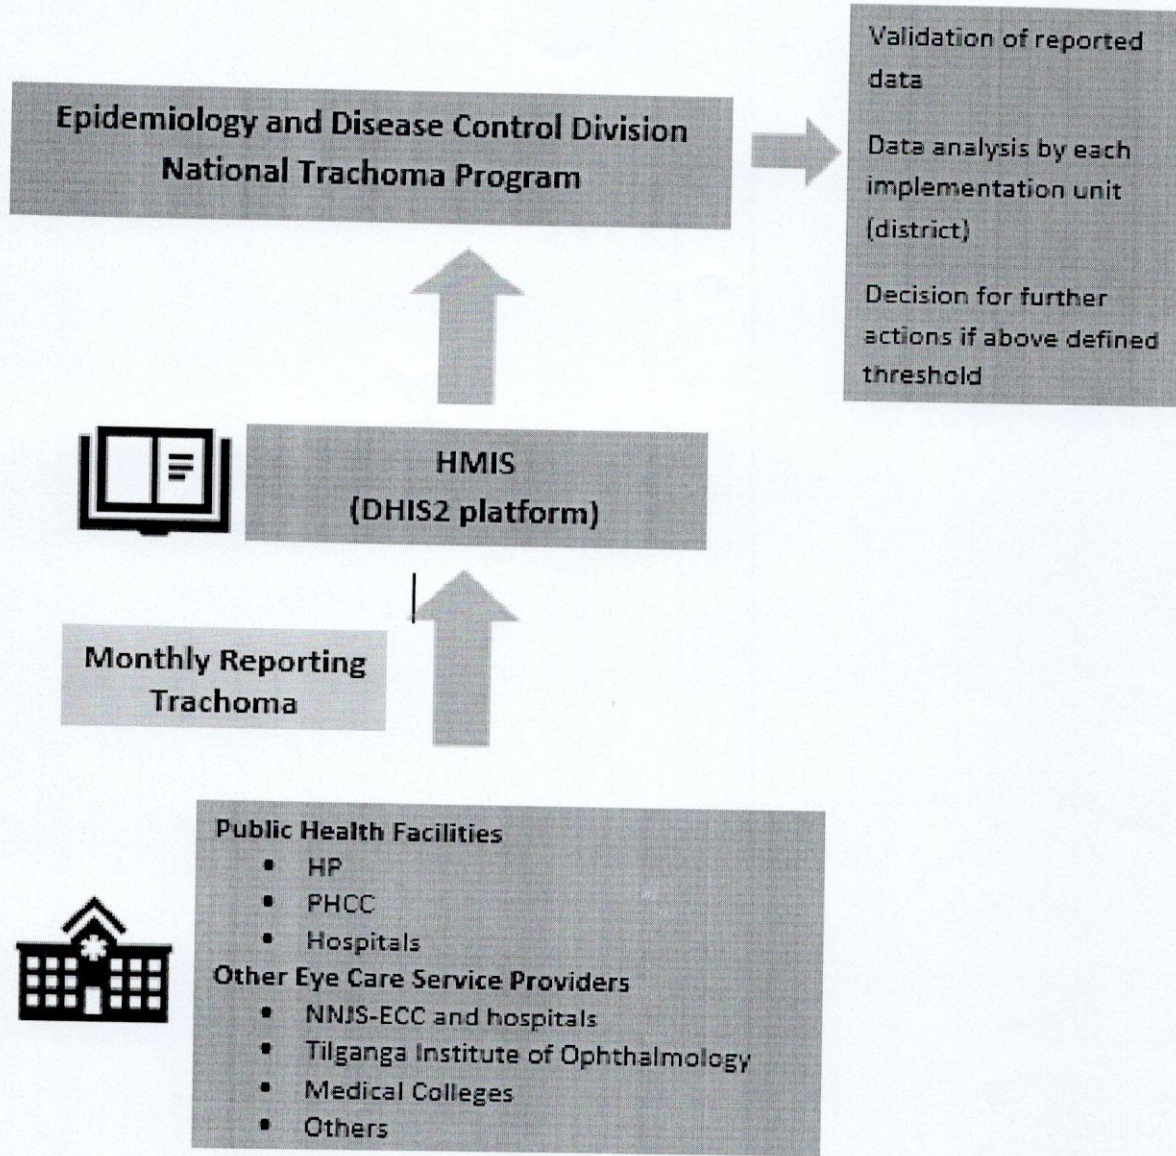 Validation of reported
data
Data analysis by each
implementation unit
(district)
Decision for further
actions if above defined
threshold
Epidemiology and Disease Control Division
National Trachoma Program
HMIS
(DHIS2 platform)
Monthly Reporting
Trachoma
Public Health Facilities
• HP
• PHCC
• Hospitals
Other Eye Care Service Providers
• NNJS-ECC and hospitals
• Tilganga Institute of Ophthalmology
• Medical Colleges
• Others